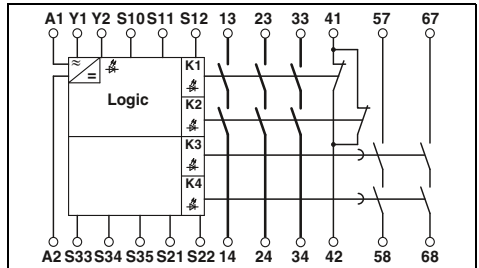 A1 Y1 Y2 S10 S11 S12 13 23 33 41 57 67
≈
=
K1
Logic
K2
K3
K4
A2 S33 S34 S35 S21 S22 14 24 34 42 58 68